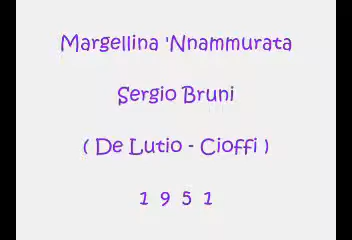 Margellina 'Nnammurata
Sergio Bruni
( De Lutio - Cioffi )
1 9 5 1